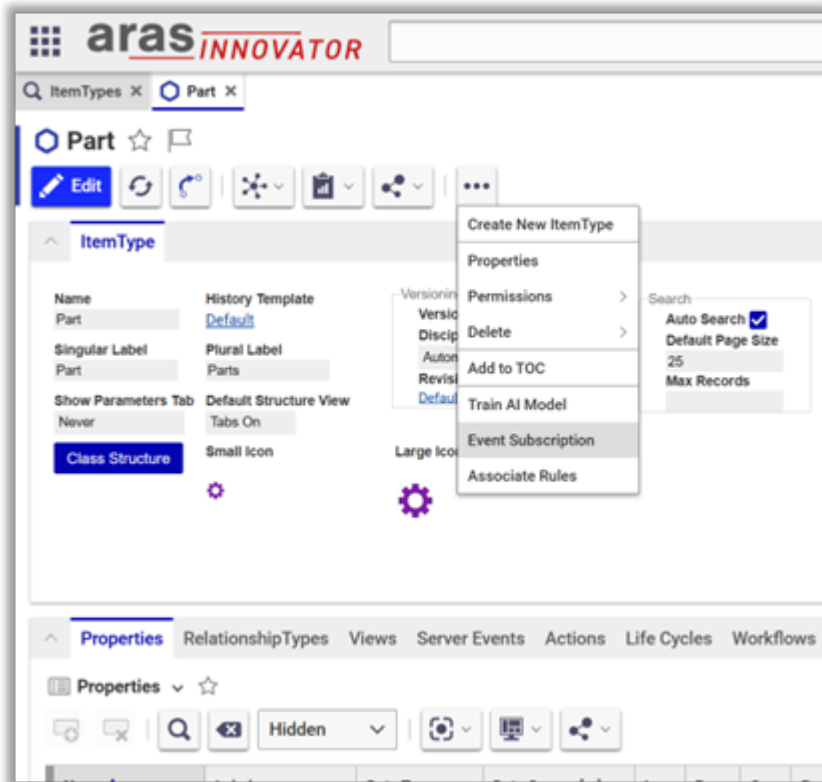 aras INNOVATOR
ItemTypes Part
Part
Edit
Create New ItemType
ItemType
Properties
Name History Template Permissions Search
Part Default Auto Search
Delete Default Page Size
Singular Label Plural Label 25
Part Parts Add to TOC Max Records
Show Parameters Tab Default Structure View Train AI Model
Never Tabs On
Class Structure Small Icon Large Event Subscription
Associate Rules
Properties RelationshipTypes Views Server Events Actions Life Cycles Workflows
Properties
Hidden